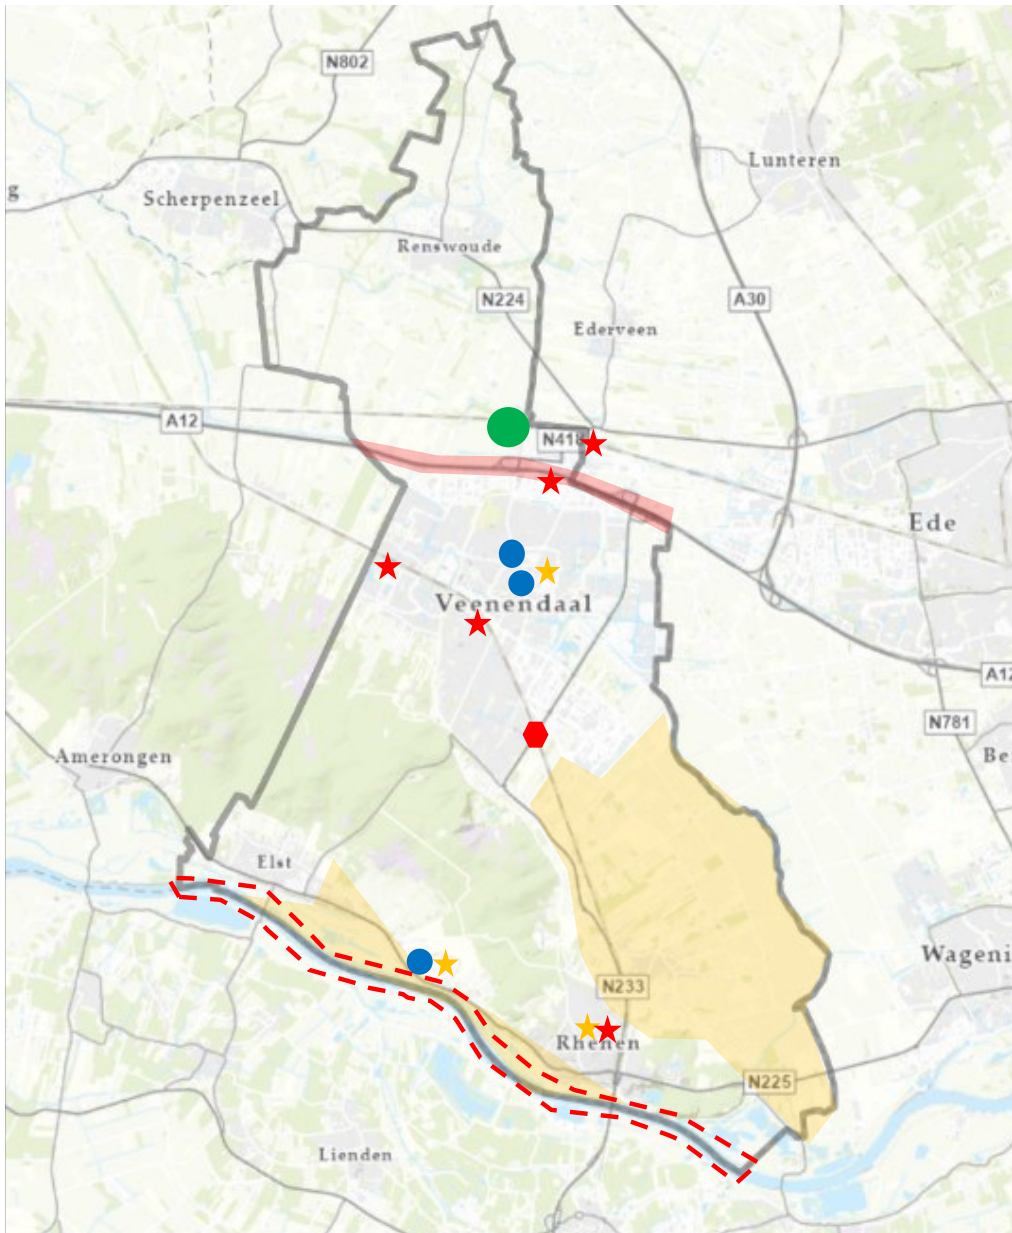 N802
Lunteren
g
Scherpenzeel
Renswoude
N224
A30
Ederveen
A12
N418
Ede
Veenendaal
A12
N781
Amerongen
Be
Elst
Wageni
N233
Rhenen
N225
Lienden